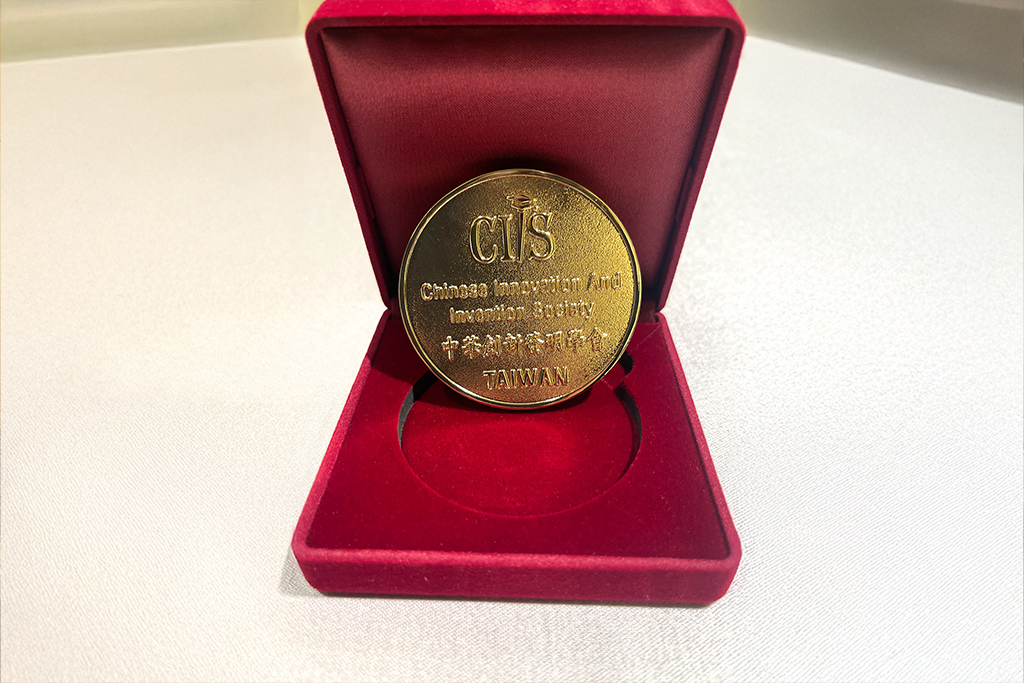 CIIS
Chinese Innovation And
Invention Society
中華創新發明學會
TAIWAN